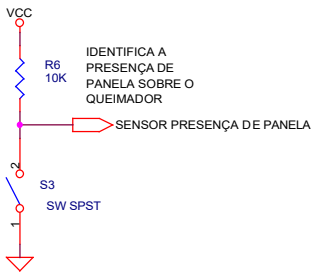 VCC
R6
10K
IDENTIFICA A
PRESENÇA DE
PANELA SOBRE O
QUEIMADOR
SENSOR PRESENÇA DE PANELA
2
S3
SW SPST
1